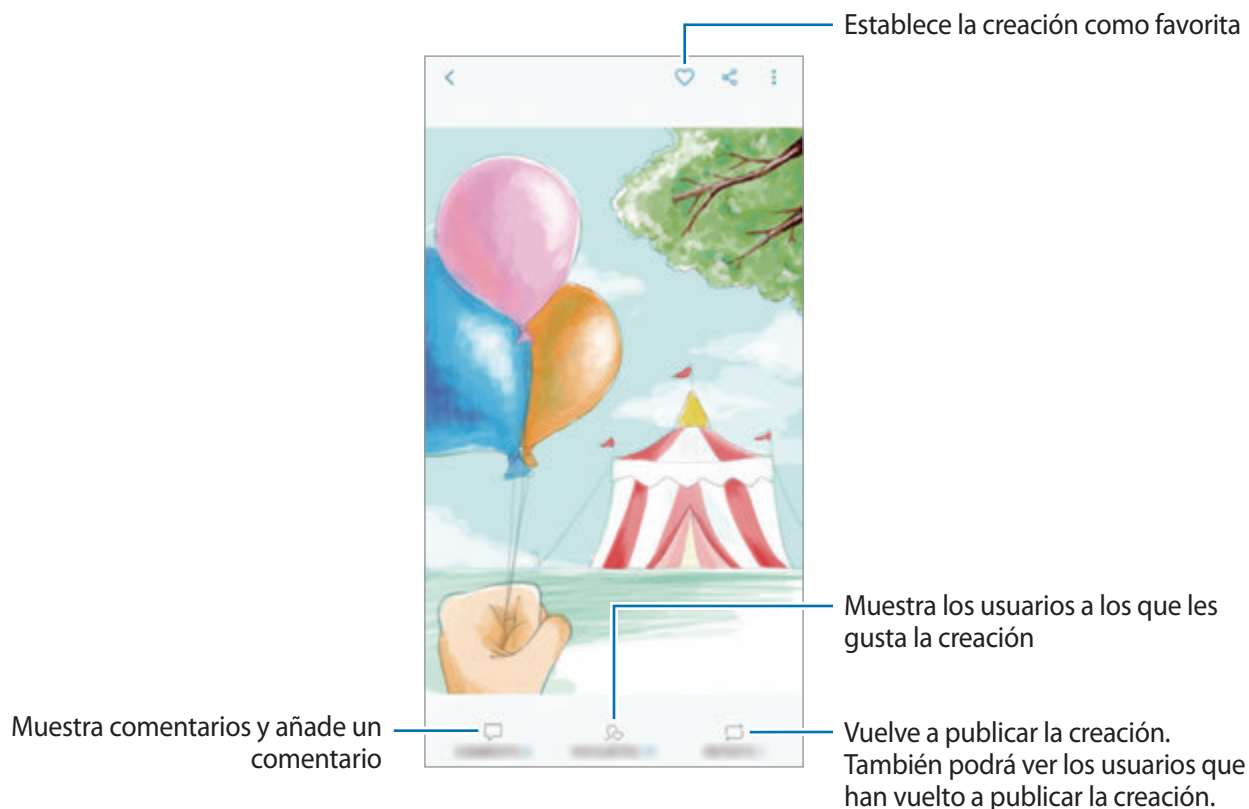 Establece la creación como favorita
Muestra los usuarios a los que les
gusta la creación
Muestra comentarios y añade un
comentario
Vuelve a publicar la creación.
También podrá ver los usuarios que
han vuelto a publicar la creación.